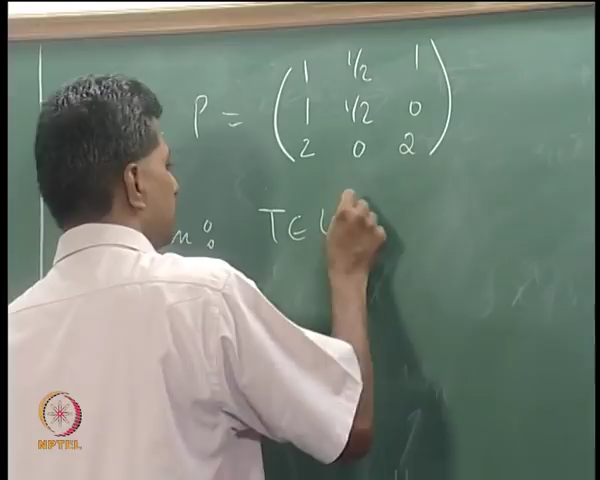 P = ( 1 1/2 1
1 1/2 0
2 0 2 )
T ∈
NPTEL